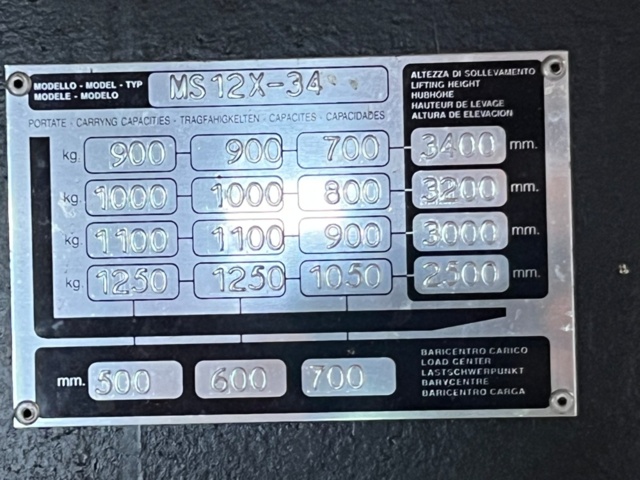 MODELLO - MODEL - TYP
MODELE - MODELO
MS12X-34
ALTEZZA DI SOLLEVAMENTO
LIFTING HEIGHT
HUBHÖHE
HAUTEUR DE LEVAGE
ALTURA DE ELEVACION
PORTATE - CARRYNG CAPACITIES - TRAGFAHIGKELTEN - CAPACITES - CAPACIDADES
kg. 900 900 700 3400 mm.
kg. 1000 1000 800 3200 mm.
kg. 1100 1100 900 3000 mm.
kg. 1250 1250 1050 2500 mm.
mm. 500 600 700
BARICENTRO CARICO
LOAD CENTER
LASTSCHWERPUNKT
BARYCENTRE
BARICENTRO CARGA